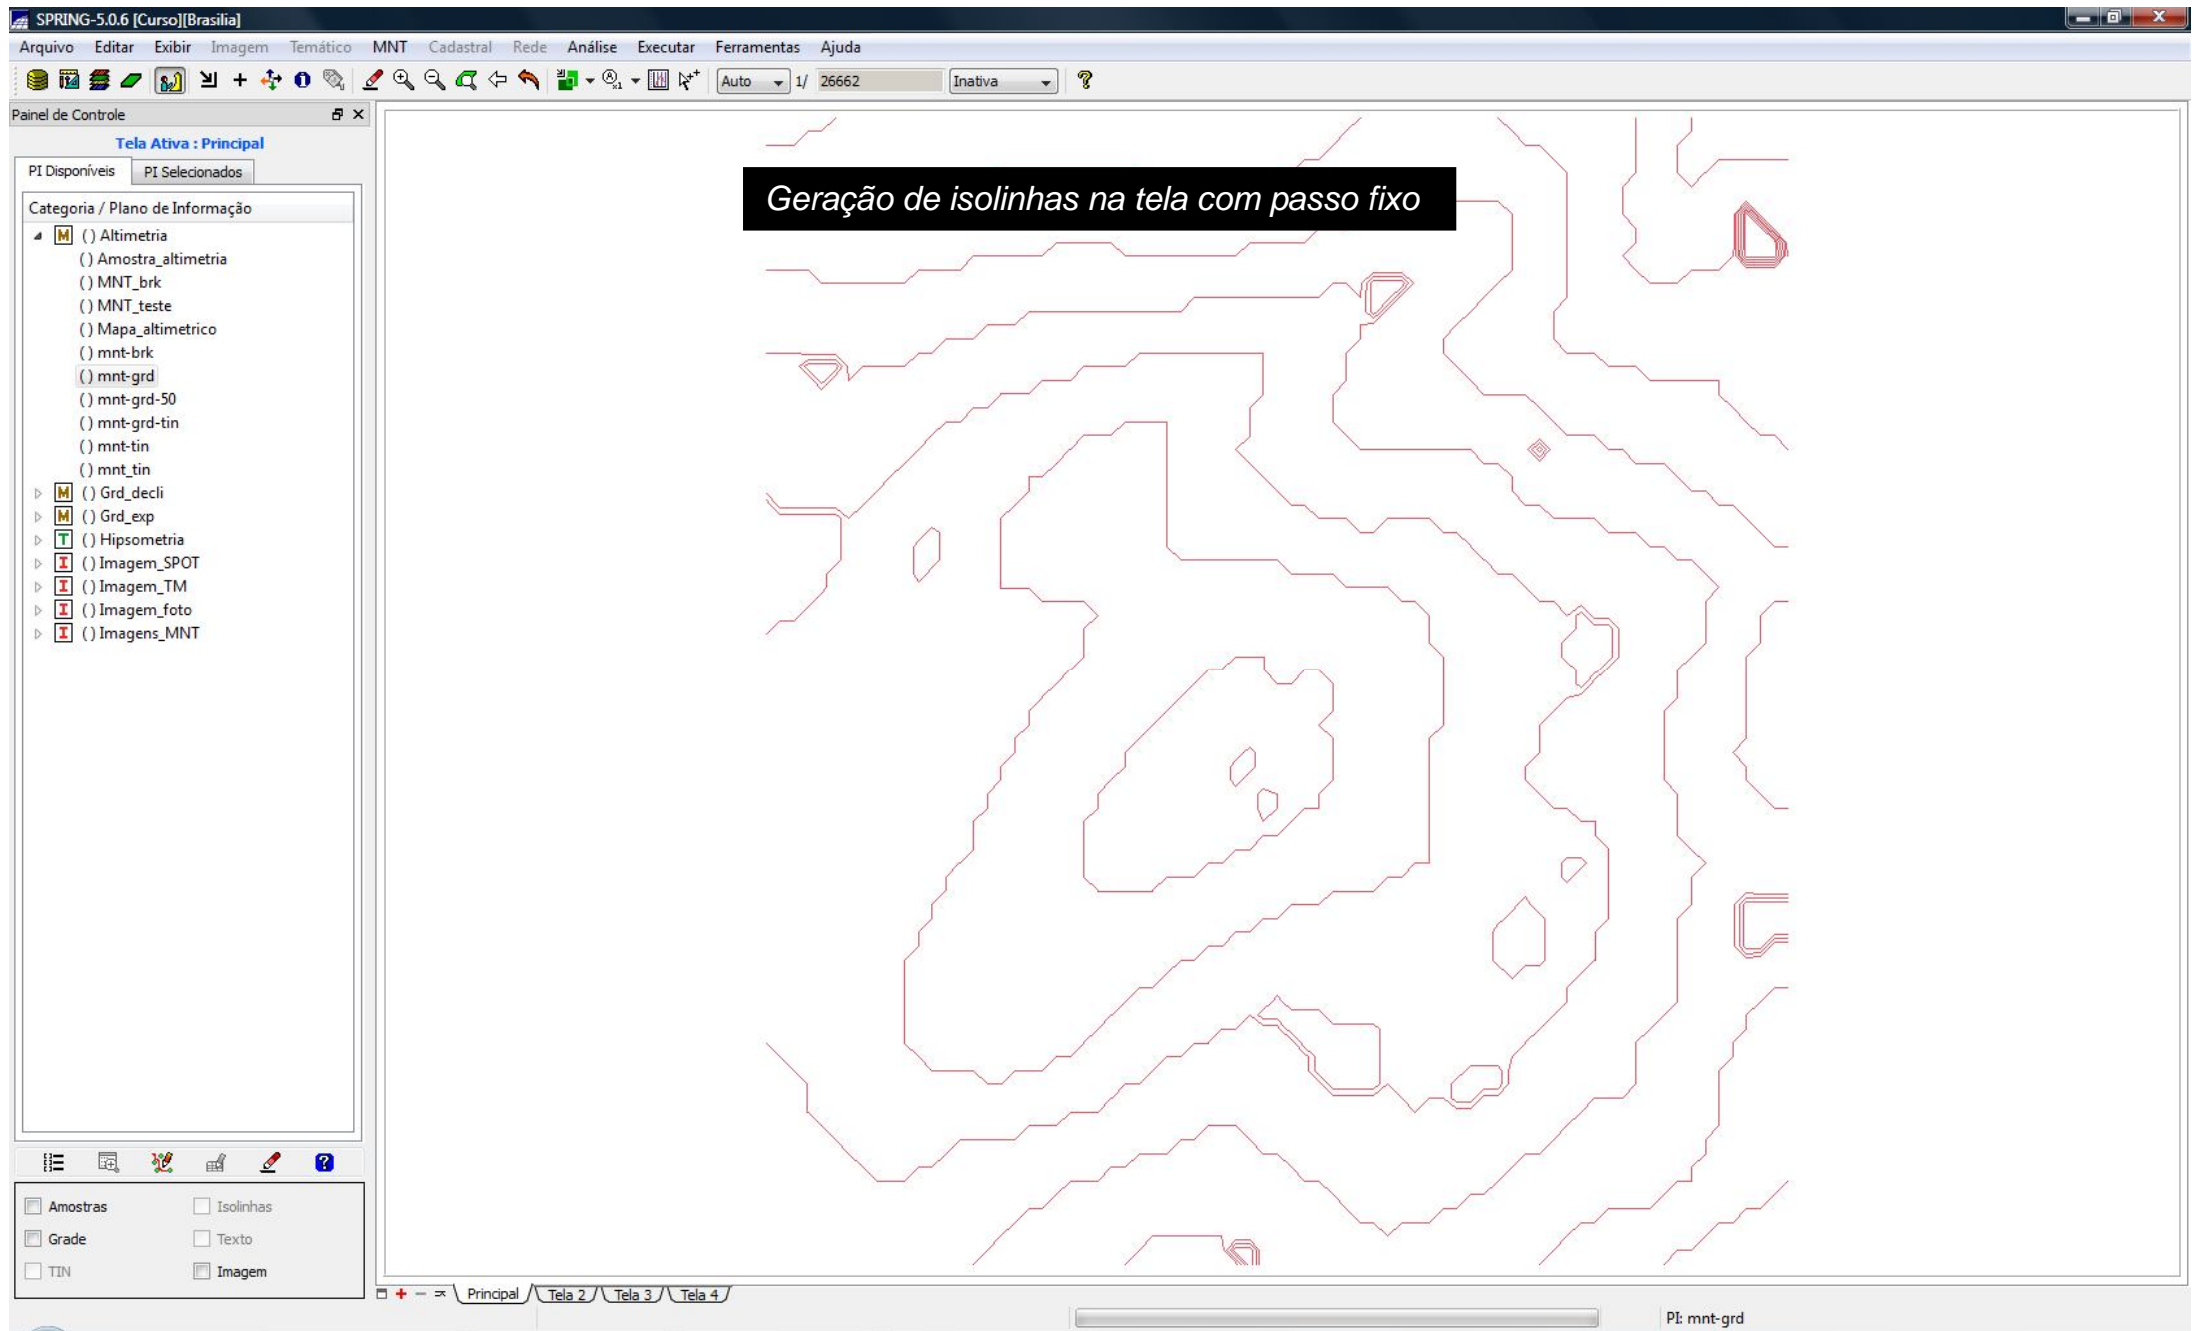 SPRING-5.0.6 [Curso][Brasilia]
Arquivo Editar Exibir Imagem Temático MNT Cadastral Rede Análise Executar Ferramentas Ajuda
Auto 1/ 26662 Inativa
Painel de Controle
Tela Ativa : Principal
PI Disponíveis PI Selecionados
Categoria / Plano de Informação
M () Altimetria
() Amostra_altimetria
() MNT_brk
() MNT_teste
() Mapa_altimetrico
() mnt-brk
() mnt-grd
() mnt-grd-50
() mnt-grd-tin
() mnt-tin
() mnt_tin
M () Grd_decli
M () Grd_exp
T () Hipsometria
I () Imagem_SPOT
I () Imagem_TM
I () Imagem_foto
I () Imagens_MNT
Amostras Isolinhas
Grade Texto
TIN Imagem
Geração de isolinhas na tela com passo fixo
Principal Tela 2 Tela 3 Tela 4
PI: mnt-grd